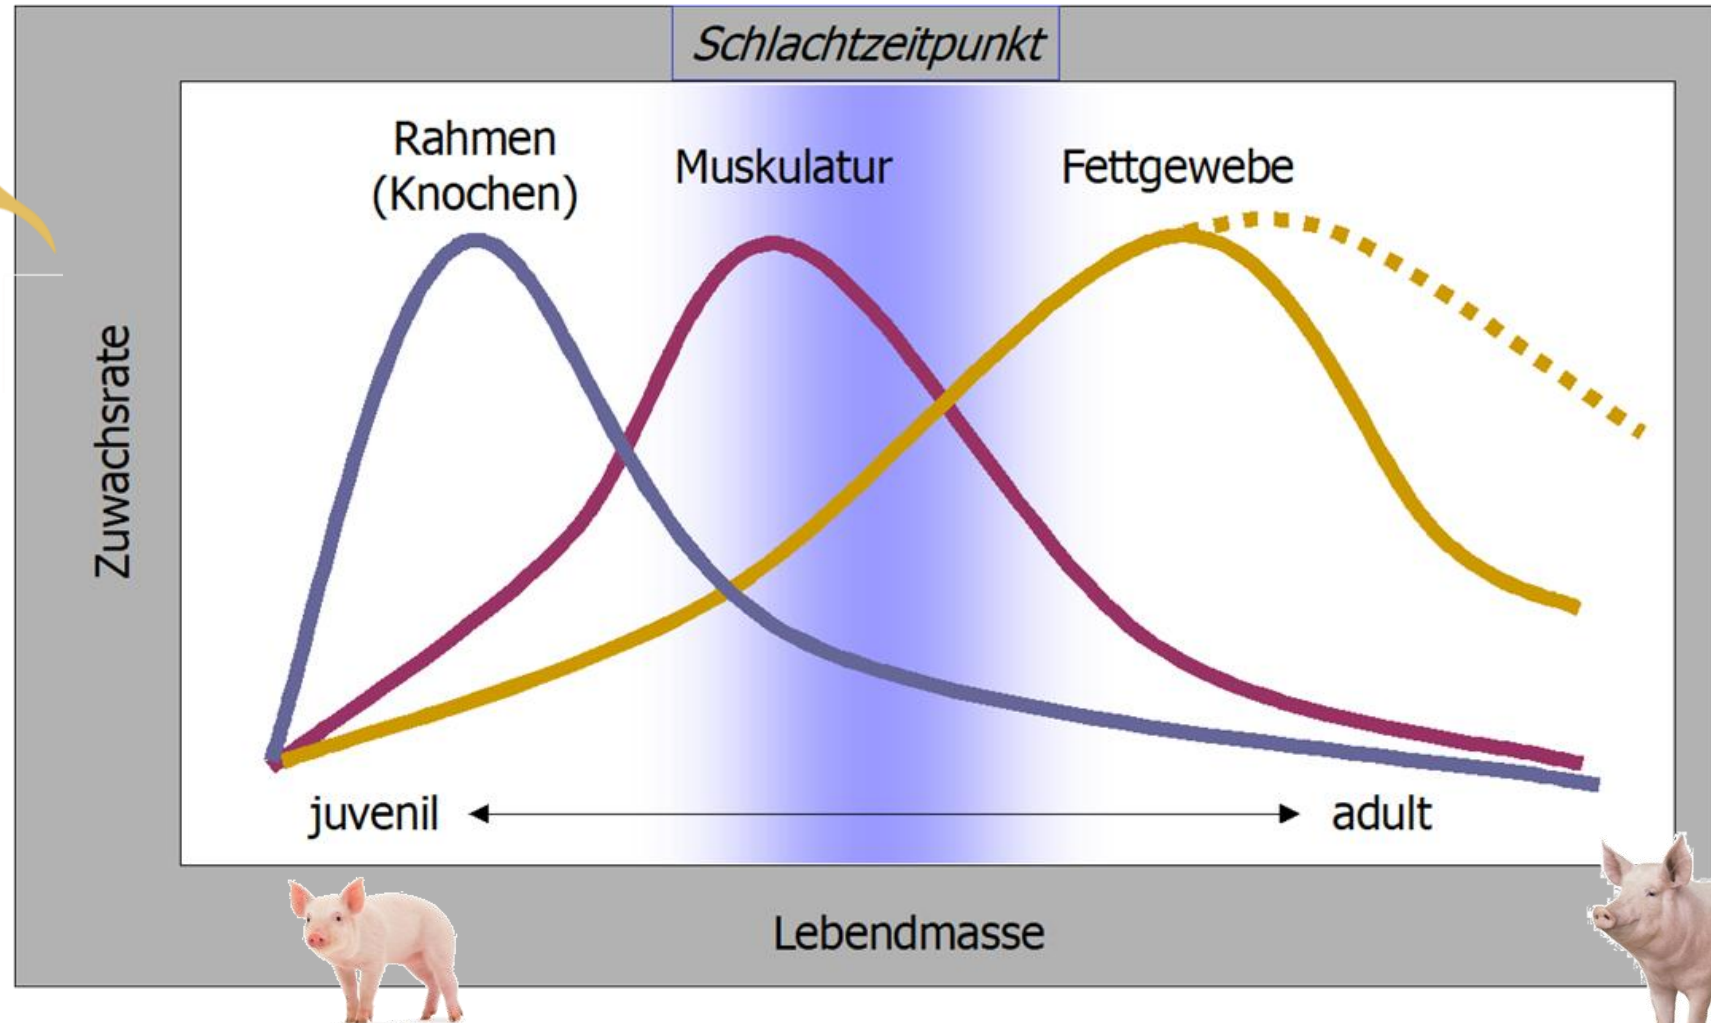 Schlachtzeitpunkt
Rahmen
(Knochen)
Muskulatur
Fettgewebe
Zuwachsrate
juvenil
adult
Lebendmasse